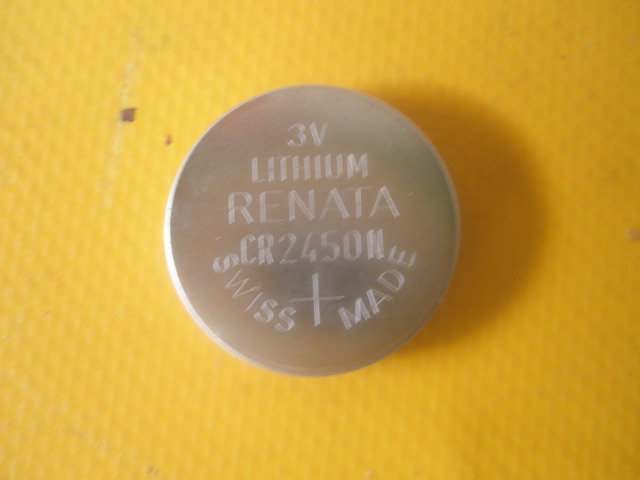 3V
LITHIUM
RENATA
CR2450N
+
SWISS MADE